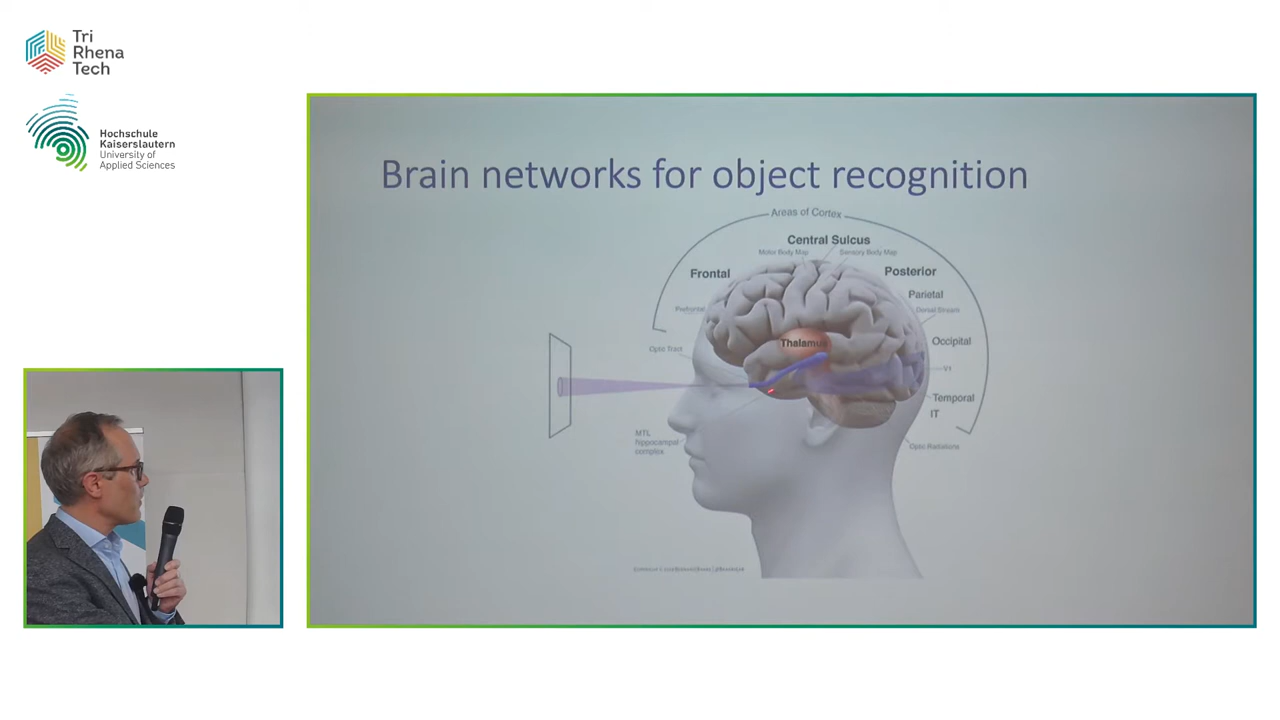 Tri
Rhena
Tech
Hochschule
Kaiserslautern
University of
Applied Sciences
Brain networks for object recognition
Areas of Cortex
Central Sulcus
Motor Body Map
Sensory Body Map
Frontal
Posterior
Parietal
Prefrontal
Dorsal Stream
Thalamus
Occipital
Optic Tract
V1
Temporal
IT
MTL
hippocampal
complex
Optic Radiations